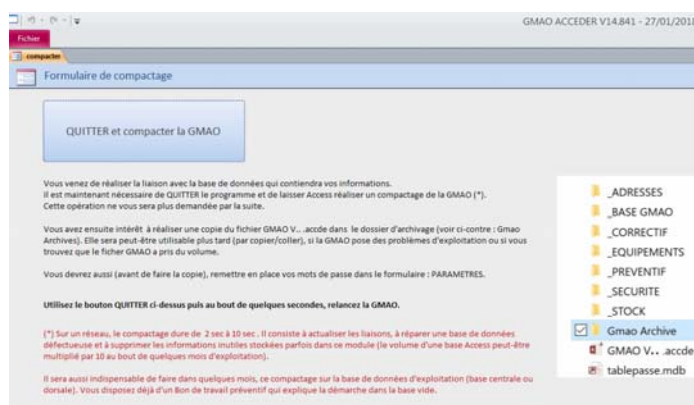 GMAO ACCEDER V14.841 - 27/01/2018
Fichier
compacter
Formulaire de compactage
QUITTER et compacter la GMAO
Vous venez de réaliser la liaison avec la base de données qui contiendra vos informations.
Il est maintenant nécessaire de QUITTER le programme et de laisser Access réaliser un compactage de la GMAO (*).
Cette opération ne vous sera plus demandée par la suite.
Vous avez ensuite intérêt à réaliser une copie du fichier GMAO V.. .accde dans le dossier d'archivage (voir ci-contre : Gmao
Archives). Elle sera peut-être utilisable plus tard (par copier/coller), si la GMAO pose des problèmes d'exploitation ou si vous
trouvez que le ficher GMAO a pris du volume.
Vous devrez aussi (avant de faire la copie), remettre en place vos mots de passe dans le formulaire : PARAMETRES.
Utilisez le bouton QUITTER ci-dessus puis au bout de quelques secondes, relancez la GMAO.
(*) Sur un réseau, le compactage dure de 2 sec à 10 sec . Il consiste à actualiser les liaisons, à réparer une base de données
défectueuse et à supprimer les informations inutiles stockées parfois dans ce module (le volume d'une base Access peut-être
multiplié par 10 au bout de quelques mois d'exploitation).
Il sera aussi indispensable de faire dans quelques mois, ce compactage sur la base de données d'exploitation (base centrale ou
dorsale). Vous disposez déjà d'un Bon de travail préventif qui explique la démarche dans la base vide.
_ADRESSES
_BASE GMAO
_CORRECTIF
_EQUIPEMENTS
_PREVENTIF
_SECURITE
_STOCK
Gmao Archive
GMAO V.. .accde
tablepasse.mdb